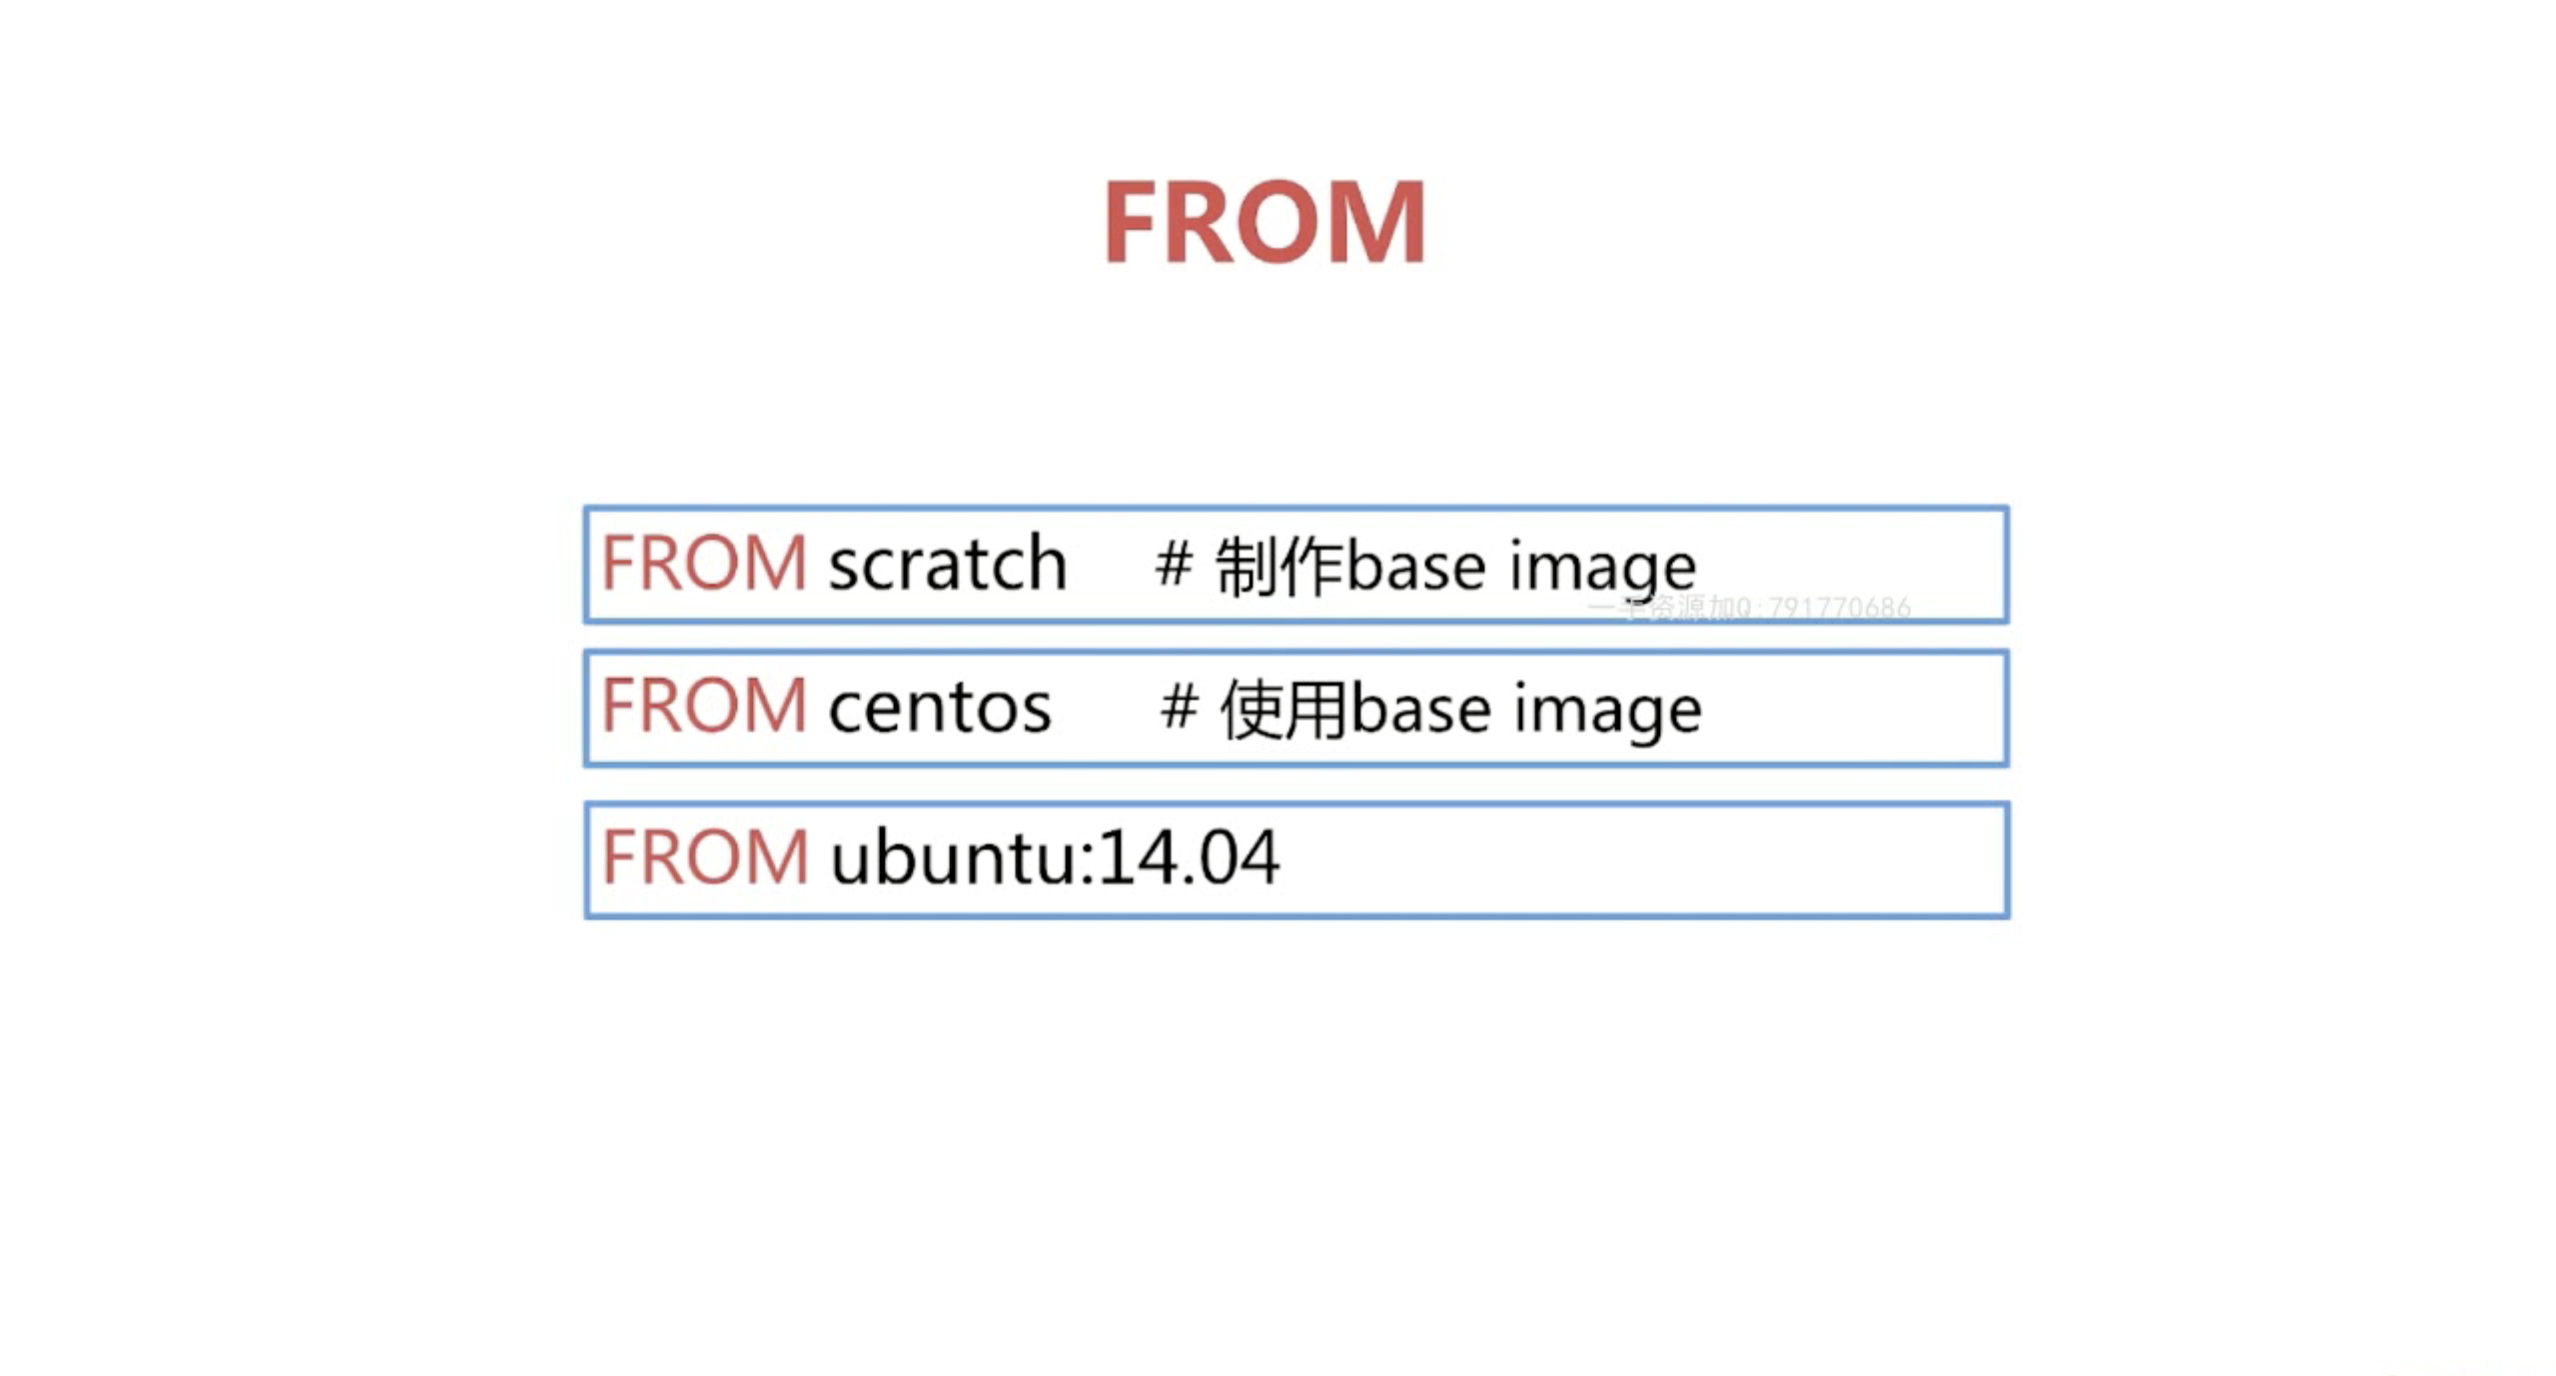 FROM
FROM scratch # 制作base image
一手资源加Q:791770686
FROM centos # 使用base image
FROM ubuntu:14.04